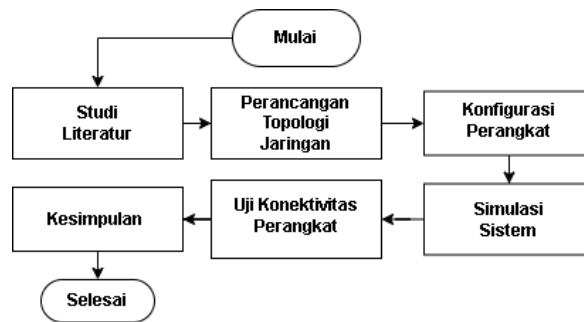 Mulai
Studi
Literatur
Perancangan
Topologi
Jaringan
Konfigurasi
Perangkat
Simulasi
Sistem
Uji Konektivitas
Perangkat
Kesimpulan
Selesai